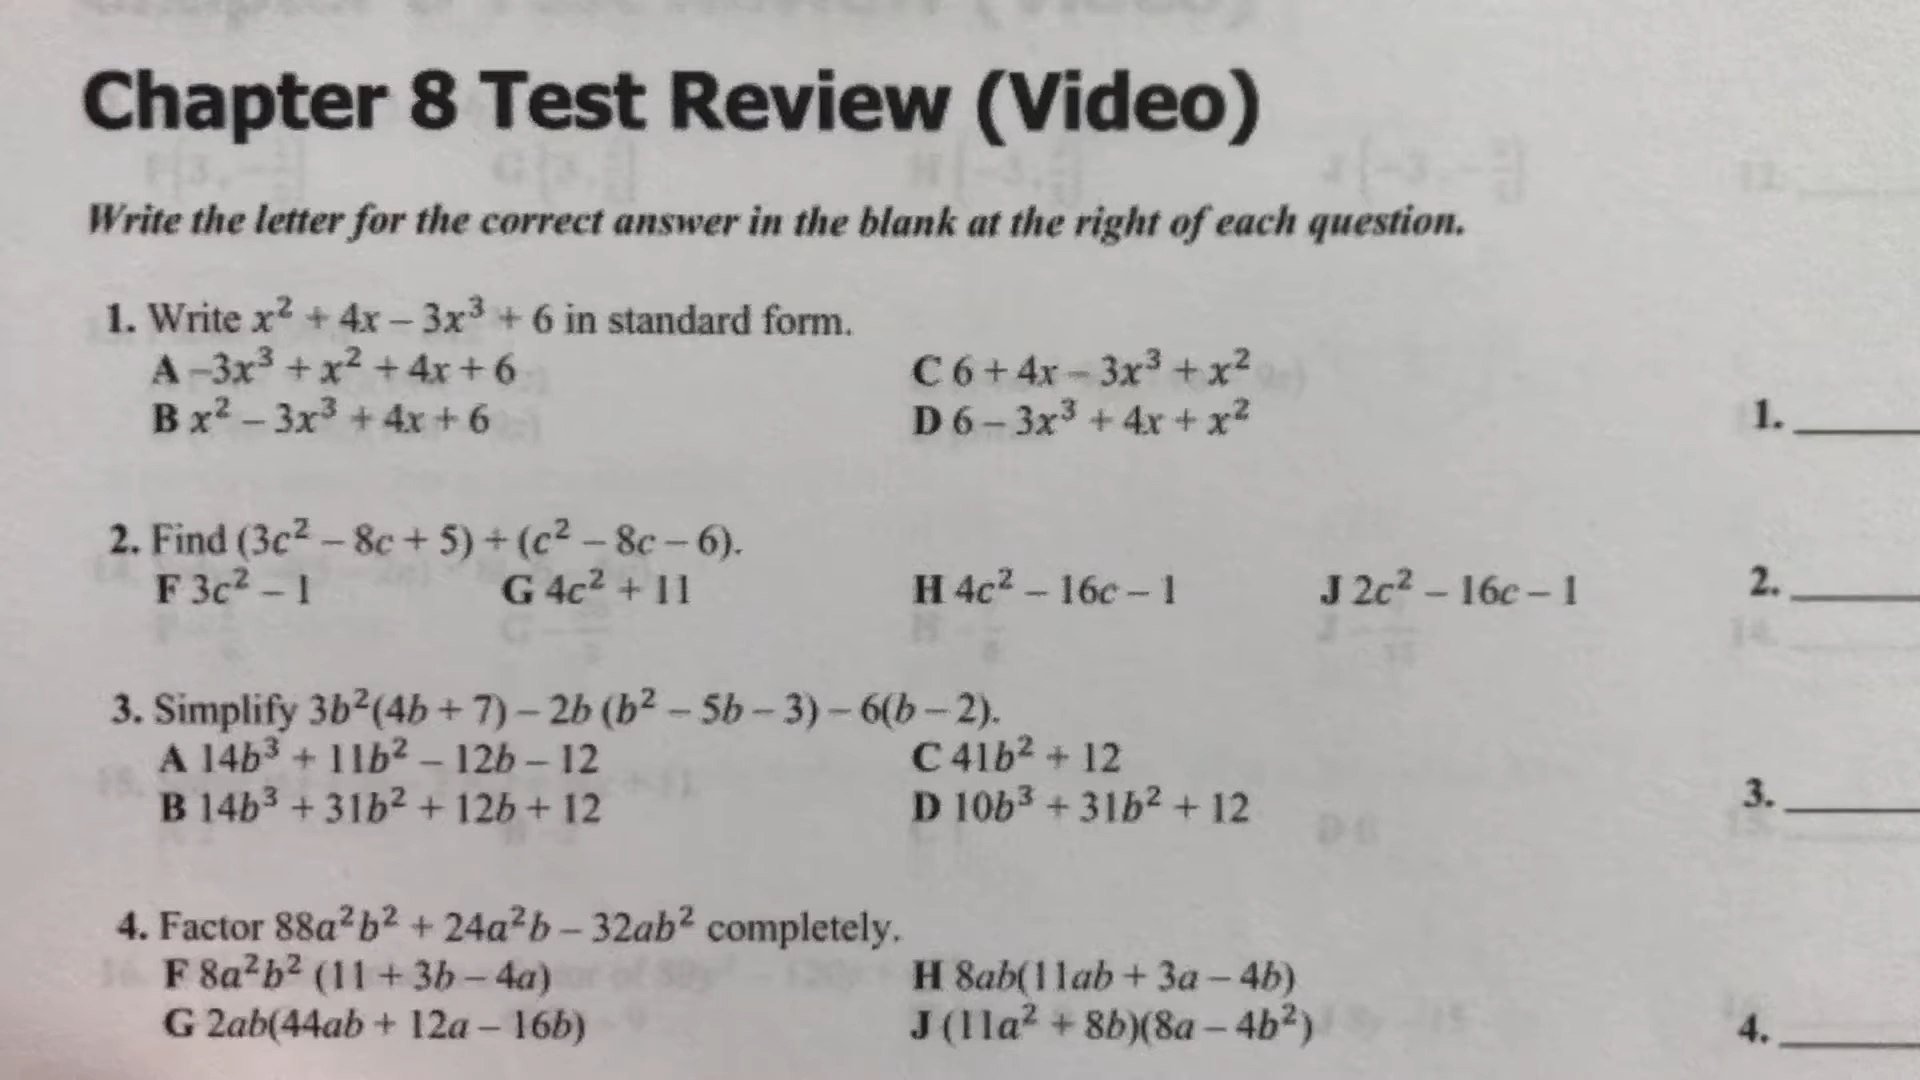 Chapter 8 Test Review (Video)
Write the letter for the correct answer in the blank at the right of each question.
1. Write x² + 4x – 3x³ + 6 in standard form.
A –3x³ + x² + 4x + 6 C 6 + 4x – 3x³ + x²
B x² – 3x³ + 4x + 6 D 6 – 3x³ + 4x + x² 1. ____
2. Find (3c² – 8c + 5) + (c² – 8c – 6).
F 3c² – 1 G 4c² + 11 H 4c² – 16c – 1 J 2c² – 16c – 1 2. ____
3. Simplify 3b²(4b + 7) – 2b (b² – 5b – 3) – 6(b – 2).
A 14b³ + 11b² – 12b – 12 C 41b² + 12
B 14b³ + 31b² + 12b + 12 D 10b³ + 31b² + 12 3. ____
4. Factor 88a²b² + 24a²b – 32ab² completely.
F 8a²b² (11 + 3b – 4a) H 8ab(11ab + 3a – 4b)
G 2ab(44ab + 12a – 16b) J (11a² + 8b)(8a – 4b²) 4. ____